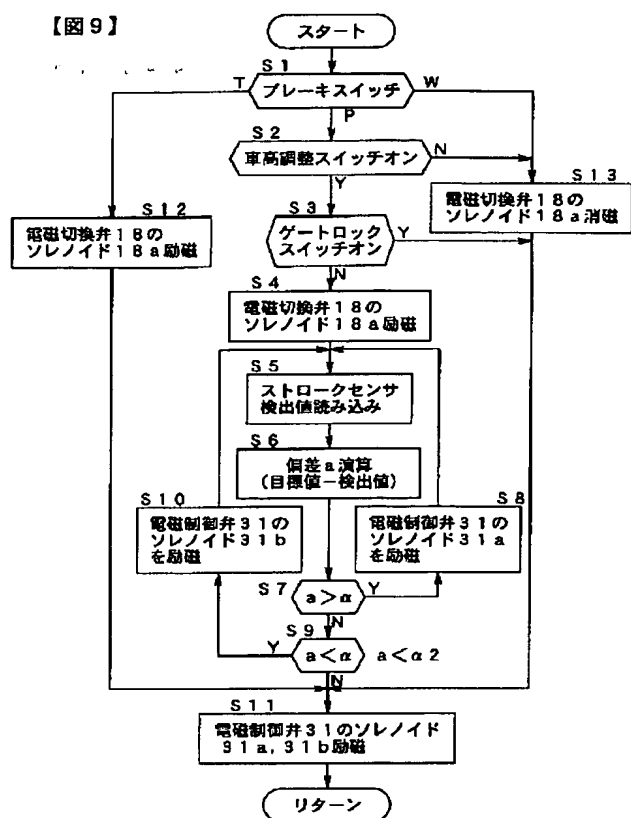 【図9】
スタート
S1
T
ブレーキスイッチ
W
P
S2
車高調整スイッチオン
N
Y
S13
電磁切換弁18の
ソレノイド18a消磁
S12
電磁切換弁18の
ソレノイド18a励磁
S3
ゲートロック
スイッチオン
Y
N
S4
電磁切換弁18の
ソレノイド18a励磁
S5
ストロークセンサ
検出値読み込み
S6
偏差a演算
(目標値-検出値)
S10
電磁制御弁31の
ソレノイド31b
を励磁
S8
電磁制御弁31の
ソレノイド31a
を励磁
S7
a>α
Y
N
S9
Y
a<α
a<α2
N
S11
電磁制御弁31のソレノイド
31a,31b励磁
リターン